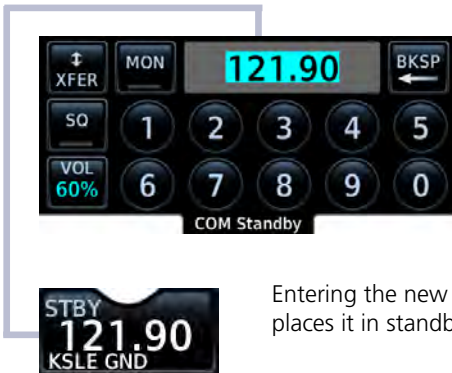 XFER MON 121.90 BKSP
SQ 1 2 3 4 5
VOL
60% 6 7 8 9 0
COM Standby
STBY
121.90
KSLE GND
Entering the new
places it in standb